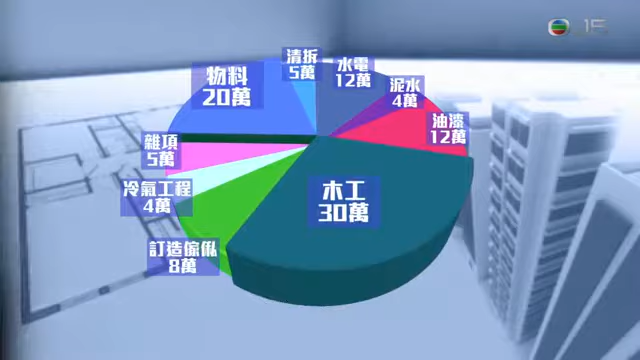 清拆
5萬
水電
12萬
泥水
4萬
油漆
12萬
木工
30萬
訂造傢俬
8萬
冷氣工程
4萬
雜項
5萬
物料
20萬
15